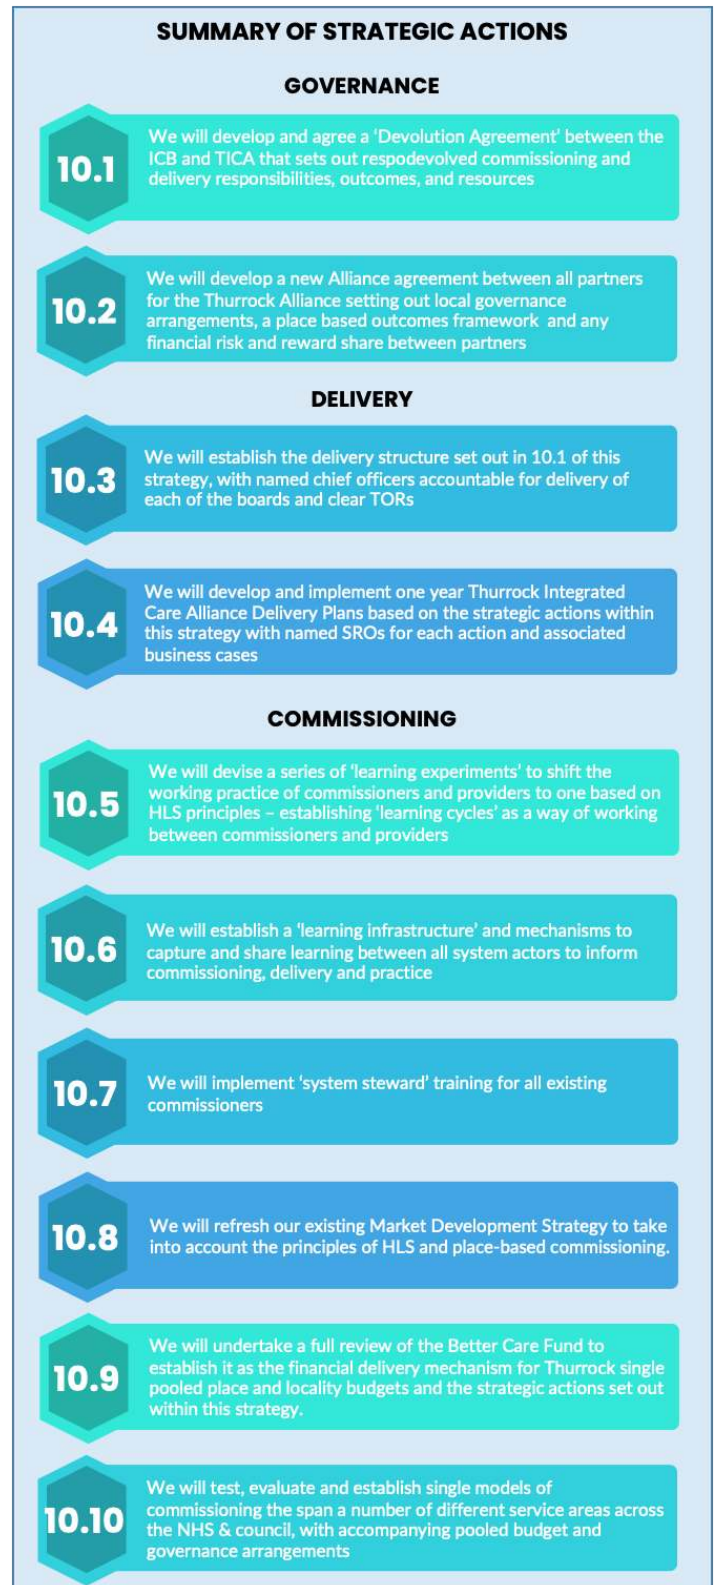 SUMMARY OF STRATEGIC ACTIONS
GOVERNANCE
10.1
We will develop and agree a ‘Devolution Agreement’ between the
ICB and TICA that sets out respodevolved commissioning and
delivery responsibilities, outcomes, and resources
10.2
We will develop a new Alliance agreement between all partners
for the Thurrock Alliance setting out local governance
arrangements, a place based outcomes framework and any
financial risk and reward share between partners
DELIVERY
10.3
We will establish the delivery structure set out in 10.1 of this
strategy, with named chief officers accountable for delivery of
each of the boards and clear TORs
10.4
We will develop and implement one year Thurrock Integrated
Care Alliance Delivery Plans based on the strategic actions within
this strategy with named SROs for each action and associated
business cases
COMMISSIONING
10.5
We will devise a series of ‘learning experiments’ to shift the
working practice of commissioners and providers to one based on
HLS principles – establishing ‘learning cycles’ as a way of working
between commissioners and providers
10.6
We will establish a ‘learning infrastructure’ and mechanisms to
capture and share learning between all system actors to inform
commissioning, delivery and practice
10.7
We will implement ‘system steward’ training for all existing
commissioners
10.8
We will refresh our existing Market Development Strategy to take
into account the principles of HLS and place-based commissioning.
10.9
We will undertake a full review of the Better Care Fund to
establish it as the financial delivery mechanism for Thurrock single
pooled place and locality budgets and the strategic actions set out
within this strategy.
10.10
We will test, evaluate and establish single models of
commissioning the span a number of different service areas across
the NHS & council, with accompanying pooled budget and
governance arrangements